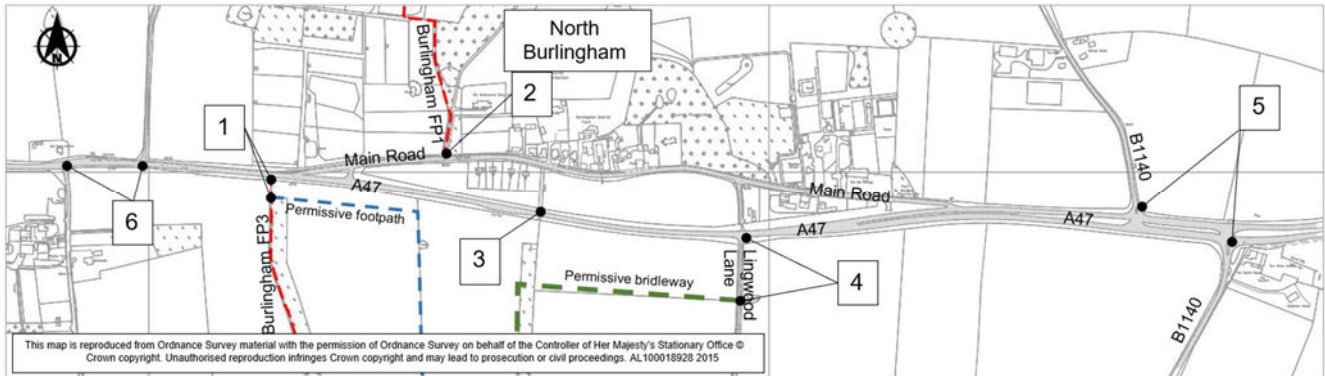 N
North
Burlingham
Burlingham FP1
1
2
5
Main Road
B1140
A47
Main Road
6
Permissive footpath
A47
A47
Burlingham FP3
3
Lingwood
Lane
4
Permissive bridleway
B1140
This map is reproduced from Ordnance Survey material with the permission of Ordnance Survey on behalf of the Controller of Her Majesty's Stationary Office ©
Crown copyright. Unauthorised reproduction infringes Crown copyright and may lead to prosecution or civil proceedings. AL100018928 2015